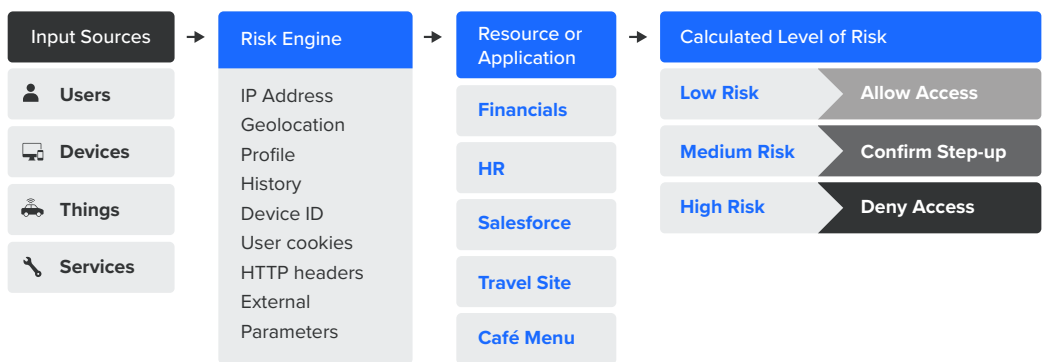 Input Sources
Users
Devices
Things
Services
Risk Engine
IP Address
Geolocation
Profile
History
Device ID
User cookies
HTTP headers
External
Parameters
Resource or
Application
Financials
HR
Salesforce
Travel Site
Café Menu
Calculated Level of Risk
Low Risk
Allow Access
Medium Risk
Confirm Step-up
High Risk
Deny Access